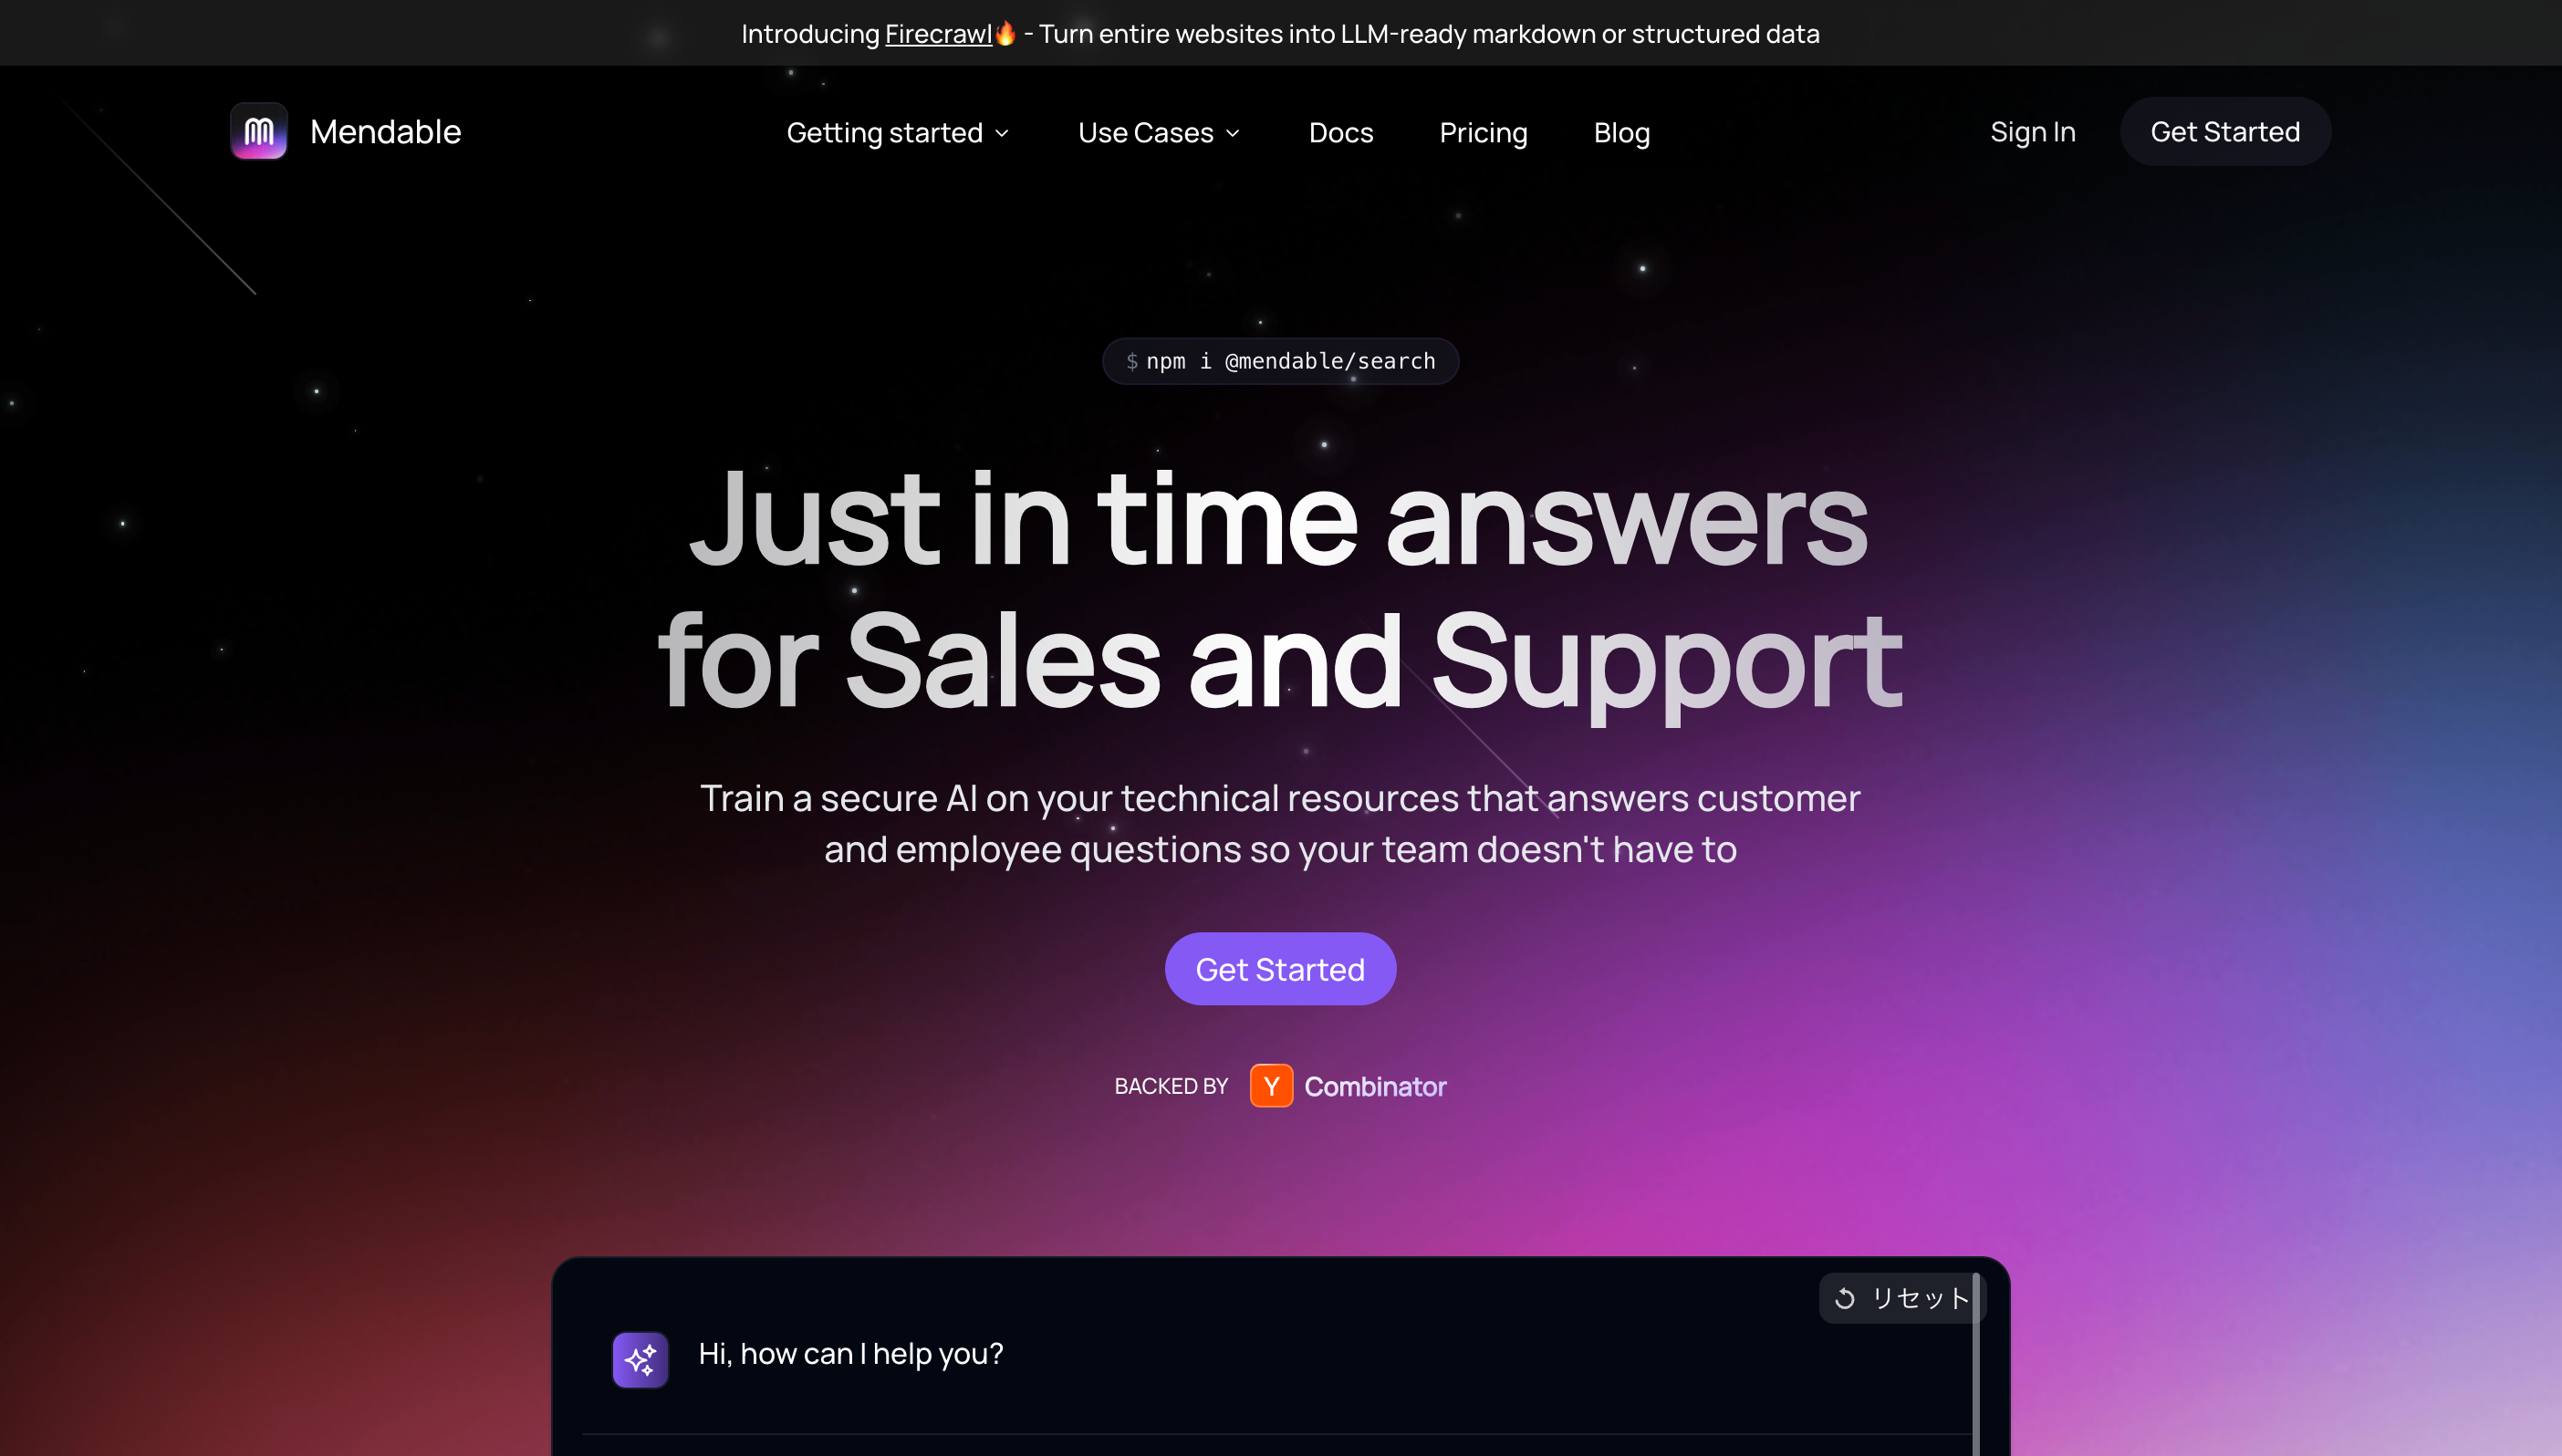 Introducing Firecrawl🔥 - Turn entire websites into LLM-ready markdown or structured data
Mendable
Getting started
Use Cases
Docs
Pricing
Blog
Sign In
Get Started
$ npm i @mendable/search
Just in time answers
for Sales and Support
Train a secure AI on your technical resources that answers customer
and employee questions so your team doesn't have to
Get Started
BACKED BY Y Combinator
リセット
Hi, how can I help you?